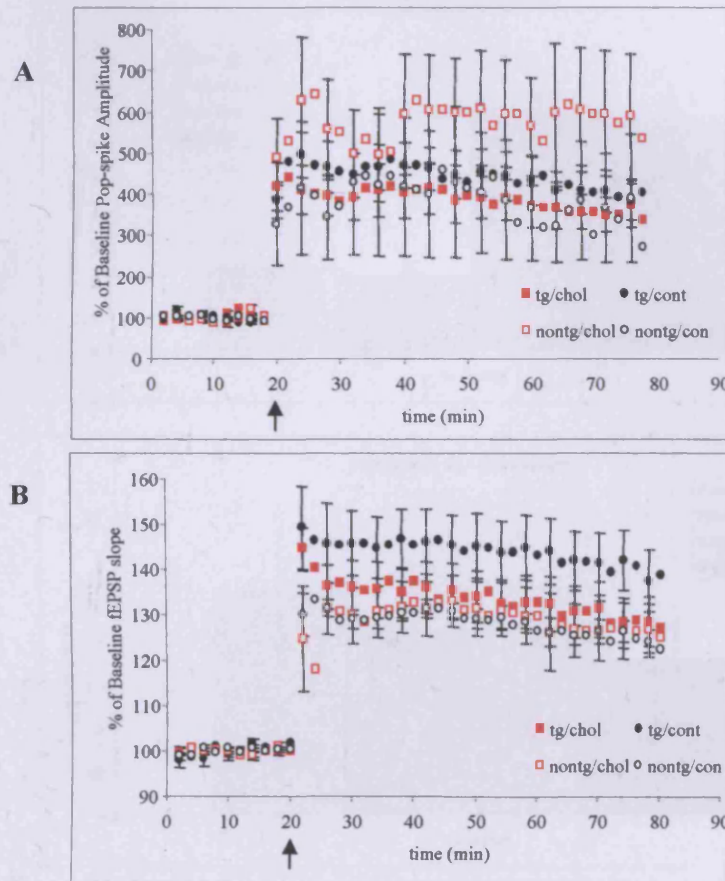 A
% of Baseline Pop-spike Amplitude
800
700
600
500
400
300
200
100
0
0 10 20 30 40 50 60 70 80 90
tg/chol tg/cont
nontg/chol nontg/con
time (min)
B
% of Baseline fEPSP slope
160
150
140
130
120
110
100
90
0 10 20 30 40 50 60 70 80 90
tg/chol tg/cont
nontg/chol nontg/con
time (min)